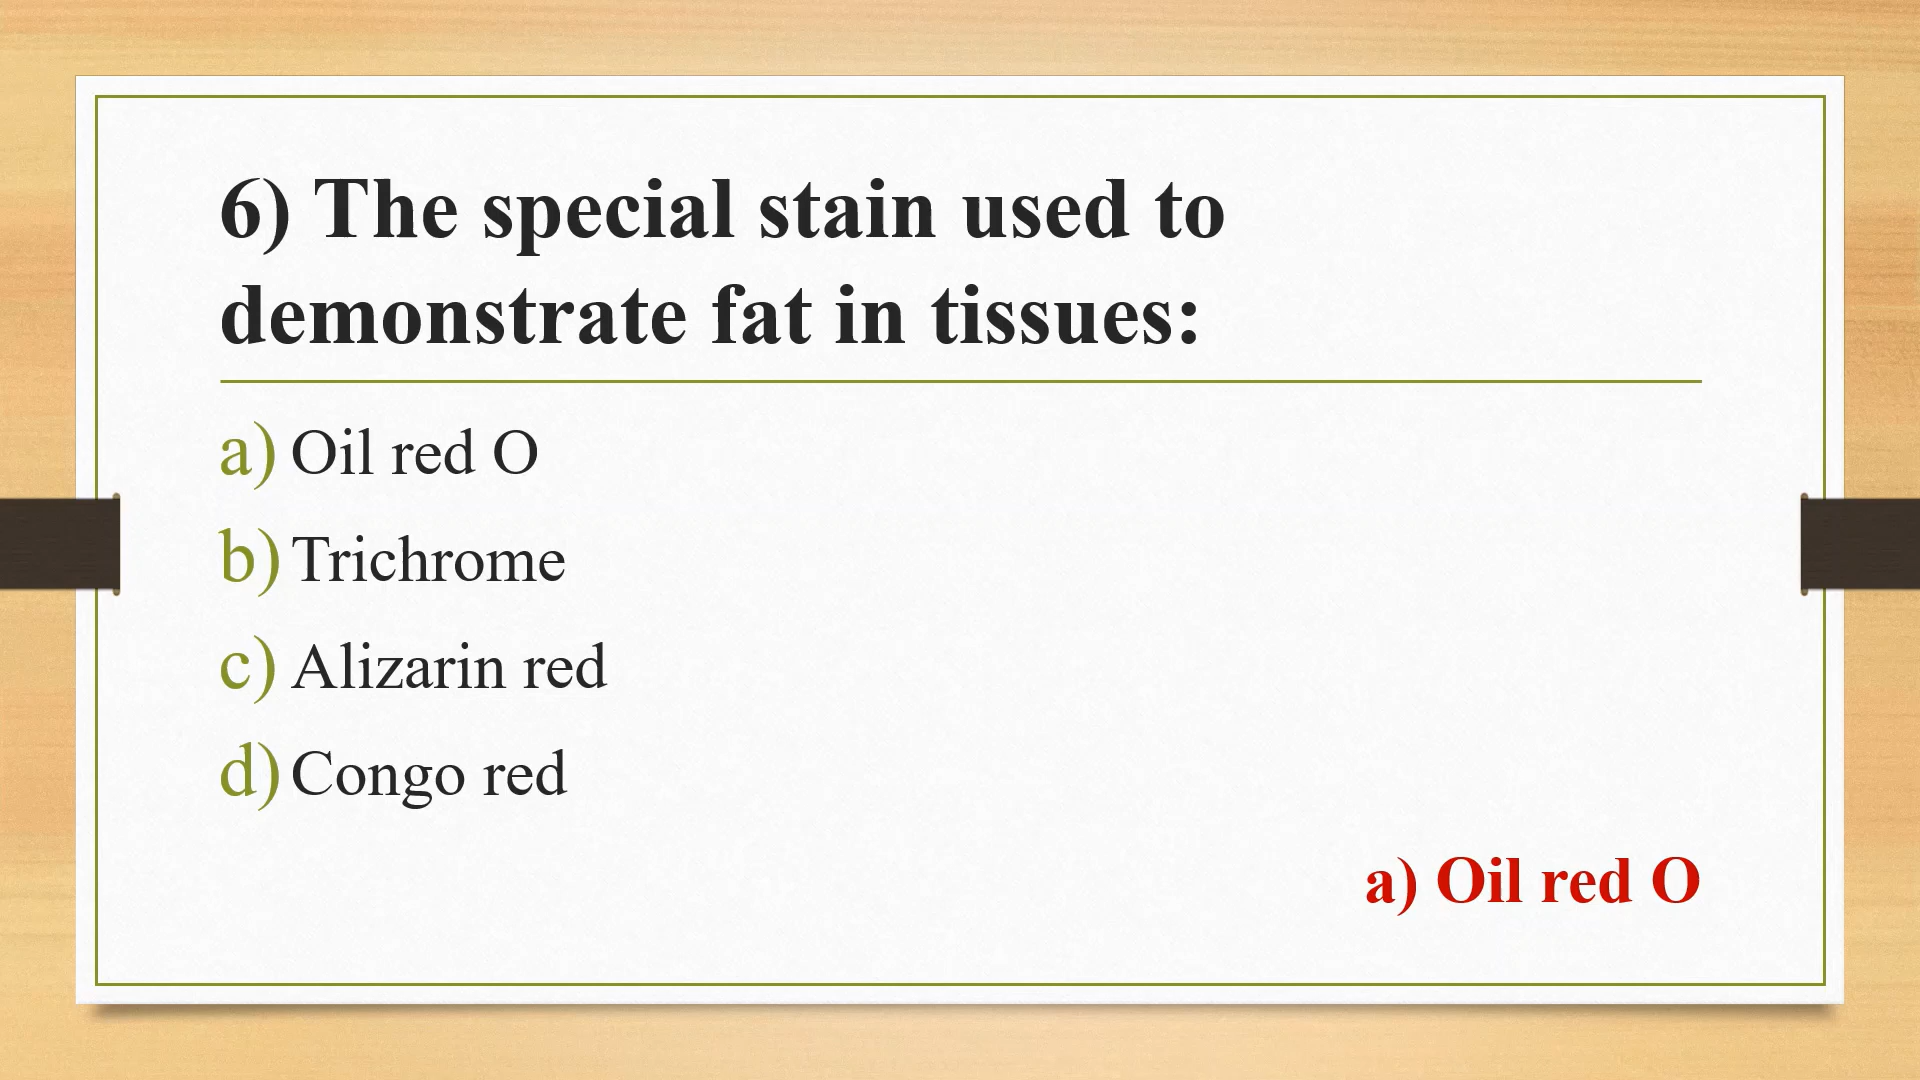 6) The special stain used to
demonstrate fat in tissues:
a) Oil red O
b) Trichrome
c) Alizarin red
d) Congo red
a) Oil red O